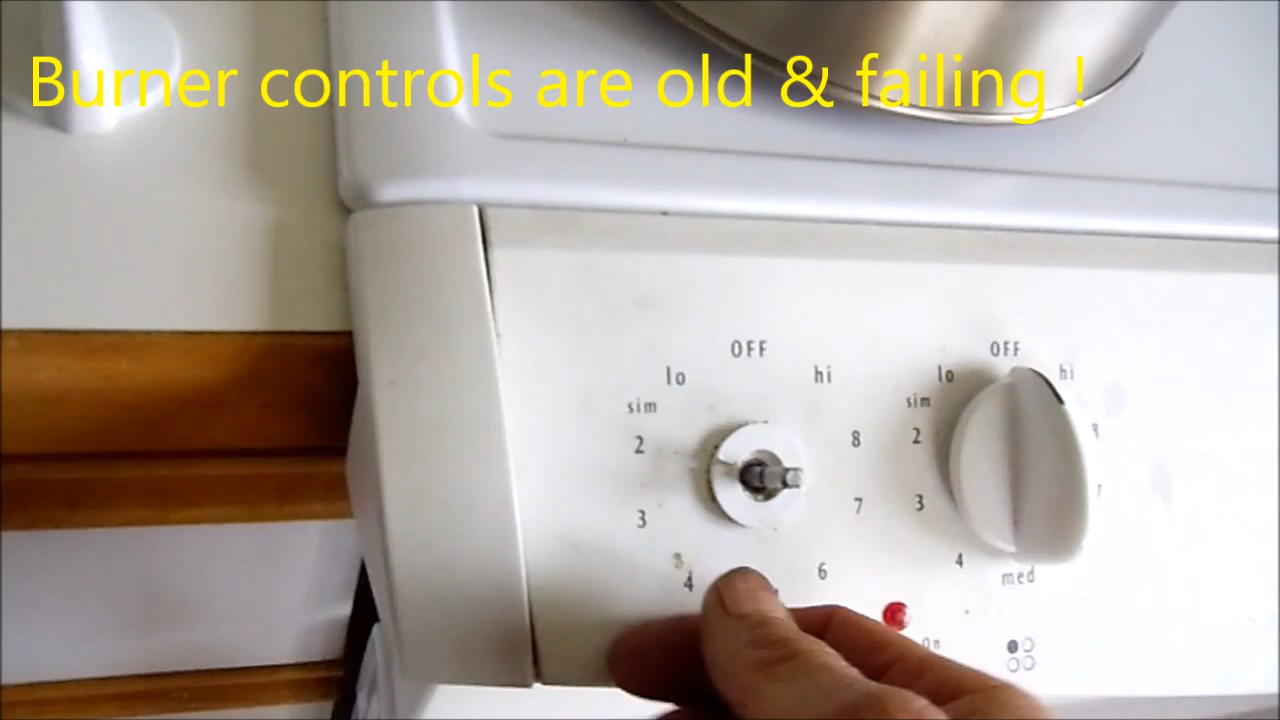 Burner controls are old & failing !
OFF
lo
hi
sim
2
8
3
7
4
6
OFF
lo
hi
sim
2
3
4
med
On